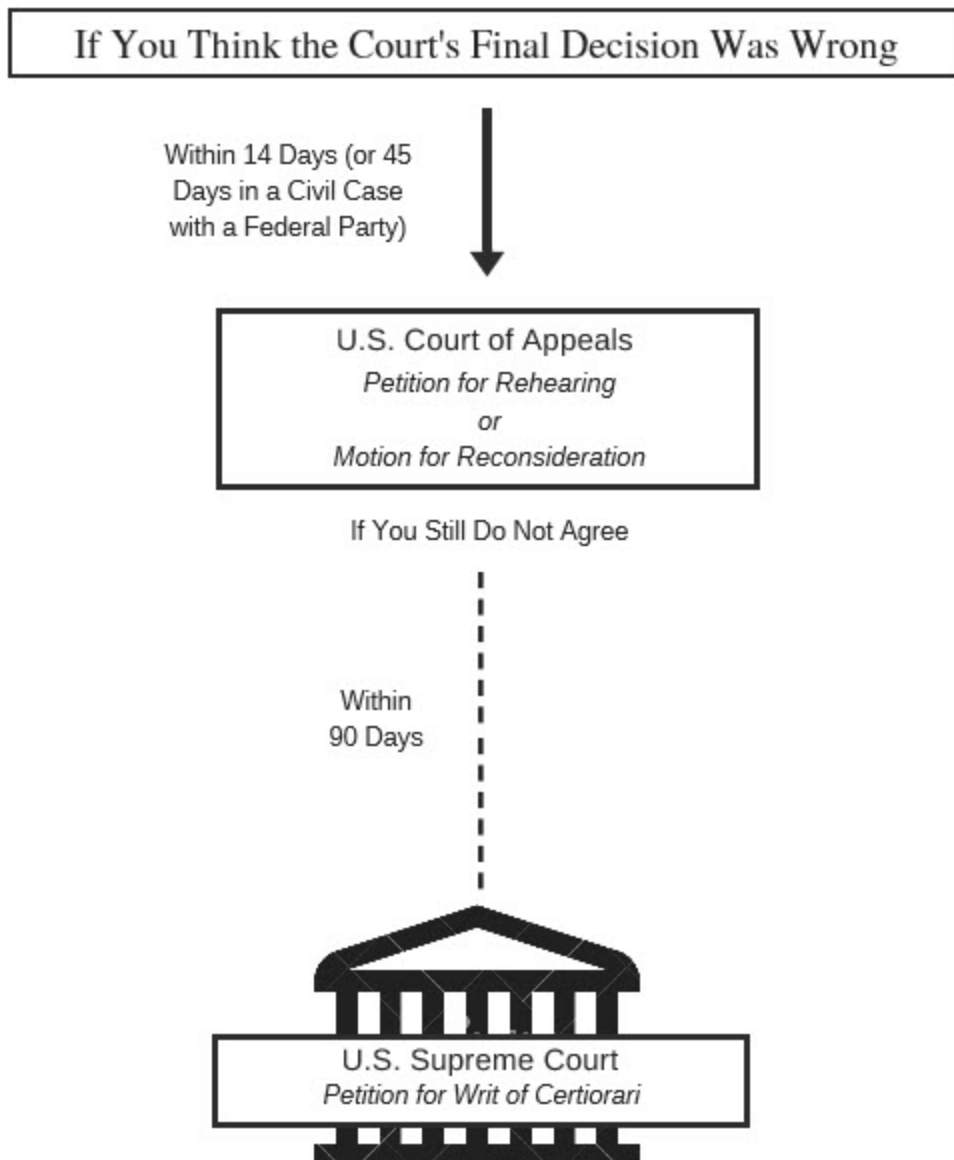 If You Think the Court's Final Decision Was Wrong
Within 14 Days (or 45
Days in a Civil Case
with a Federal Party)
U.S. Court of Appeals
Petition for Rehearing
or
Motion for Reconsideration
If You Still Do Not Agree
Within
90 Days
U.S. Supreme Court
Petition for Writ of Certiorari